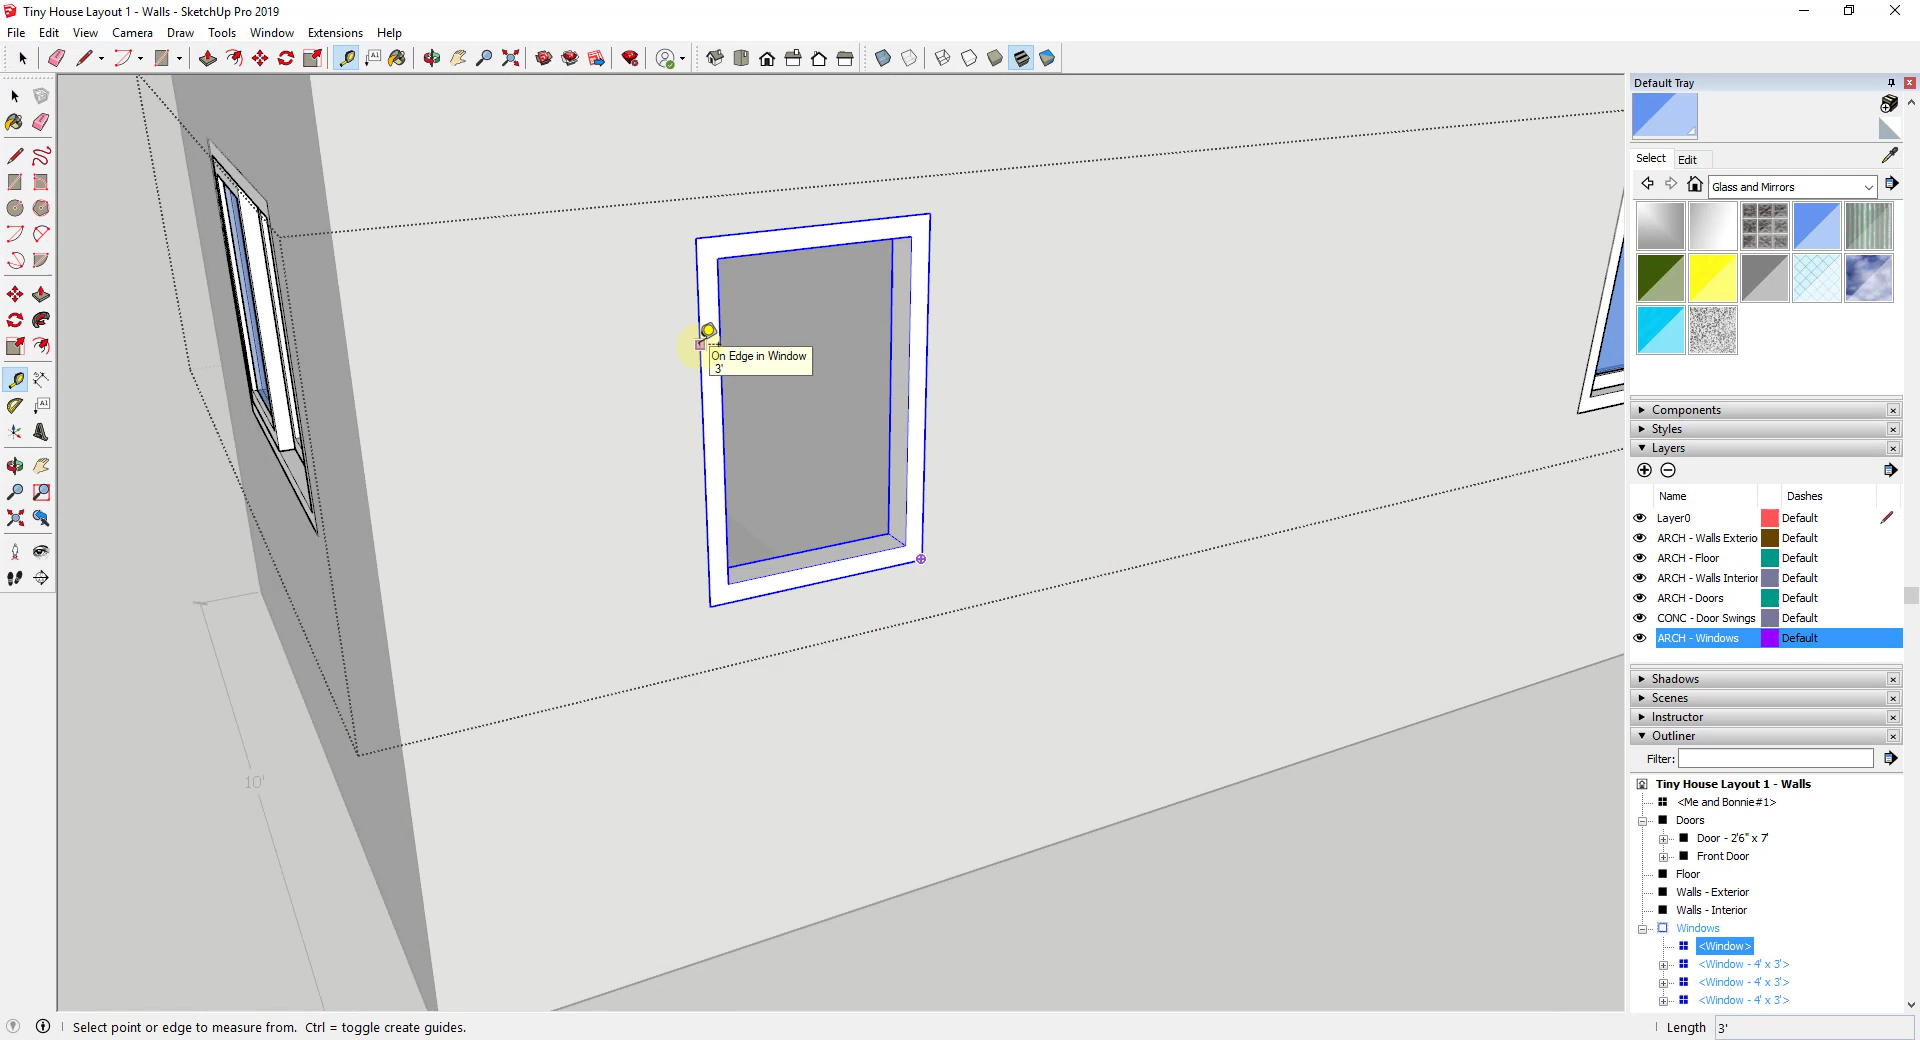 Tiny House Layout 1 - Walls - SketchUp Pro 2019
File Edit View Camera Draw Tools Window Extensions Help
A1
Default Tray
Select Edit
Glass and Mirrors
On Edge in Window
3'
A1
10'
Components
Styles
Layers
Name Dashes
Layer0 Default
ARCH - Walls Exterio Default
ARCH - Floor Default
ARCH - Walls Interior Default
ARCH - Doors Default
CONC - Door Swings Default
ARCH - Windows Default
Shadows
Scenes
Instructor
Outliner
Filter:
Tiny House Layout 1 - Walls
<Me and Bonnie#1>
Doors
Door - 2'6" x 7'
Front Door
Floor
Walls - Exterior
Walls - Interior
Windows
<Window>
<Window - 4' x 3'>
<Window - 4' x 3'>
<Window - 4' x 3'>
Select point or edge to measure from. Ctrl = toggle create guides.
Length 3'